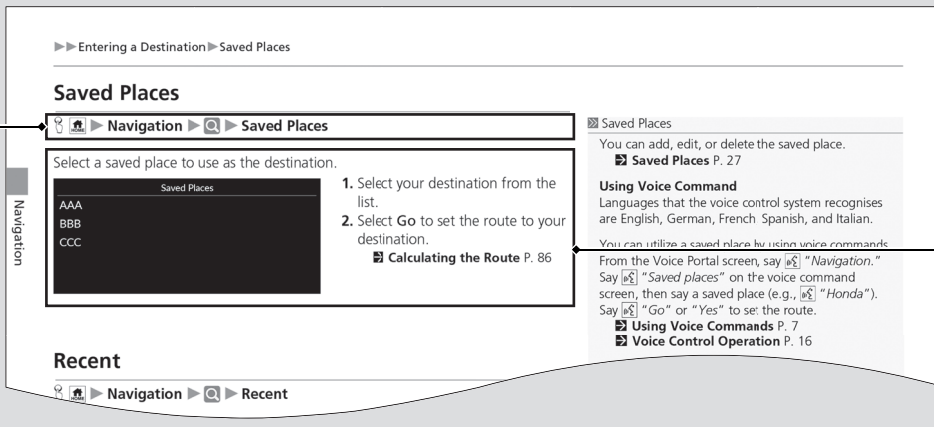 ▶▶Entering a Destination▶Saved Places
Saved Places
HOME ▶ Navigation ▶ ▶ Saved Places
Select a saved place to use as the destination.
Saved Places
AAA
BBB
CCC
1. Select your destination from the
list.
2. Select Go to set the route to your
destination.
Calculating the Route P. 86
Recent
HOME ▶ Navigation ▶ ▶ Recent
Saved Places
You can add, edit, or delete the saved place.
Saved Places P. 27
Using Voice Command
Languages that the voice control system recognises
are English, German, French Spanish, and Italian.
You can utilize a saved place by using voice commands
From the Voice Portal screen, say "Navigation."
Say "Saved places" on the voice command
screen, then say a saved place (e.g., "Honda").
Say "Go" or "Yes" to set the route.
Using Voice Commands P. 7
Voice Control Operation P. 16
Navigation